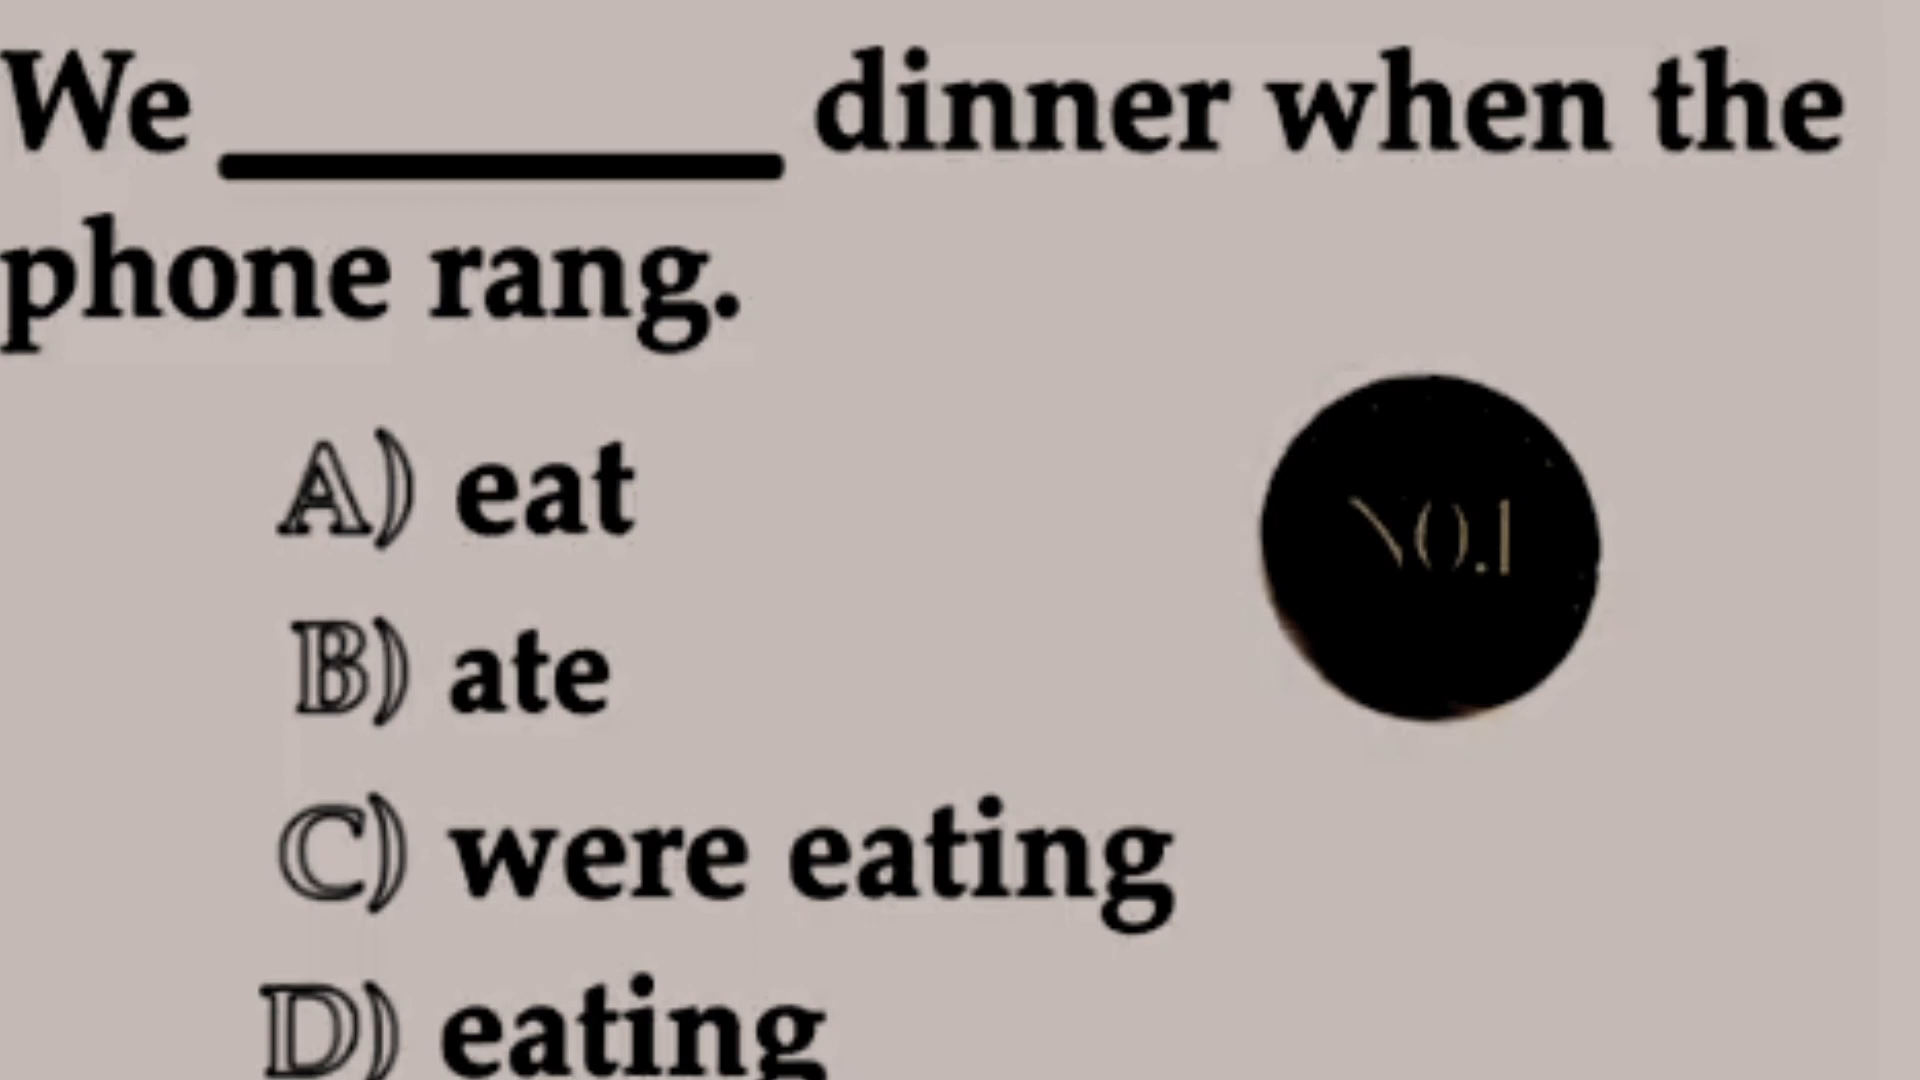 We ________ dinner when the
phone rang.
A) eat
B) ate
NO.1
C) were eating
D) eating